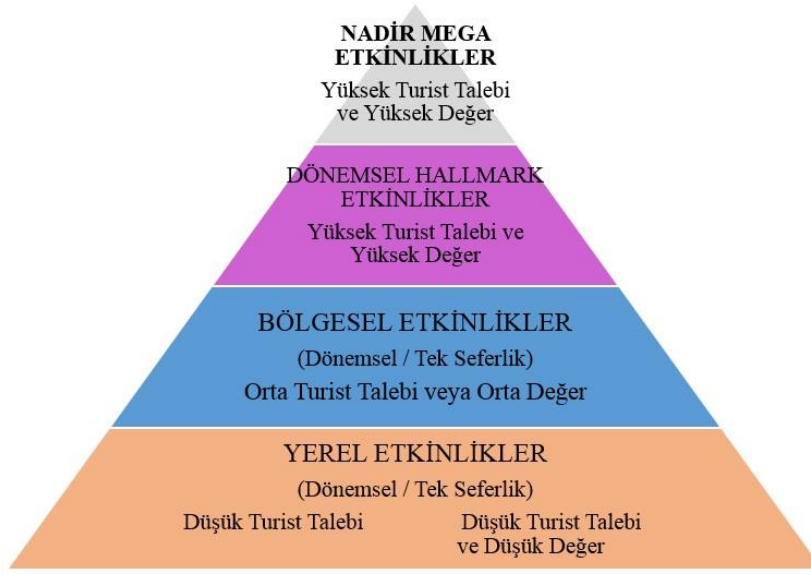 NADİR MEGA
ETKİNLİKLER
Yüksek Turist Talebi
ve Yüksek Değer
DÖNEMSEL HALLMARK
ETKİNLİKLER
Yüksek Turist Talebi ve
Yüksek Değer
BÖLGESEL ETKİNLİKLER
(Dönemsel / Tek Seferlik)
Orta Turist Talebi veya Orta Değer
YEREL ETKİNLİKLER
(Dönemsel / Tek Seferlik)
Düşük Turist Talebi
Düşük Turist Talebi
ve Düşük Değer